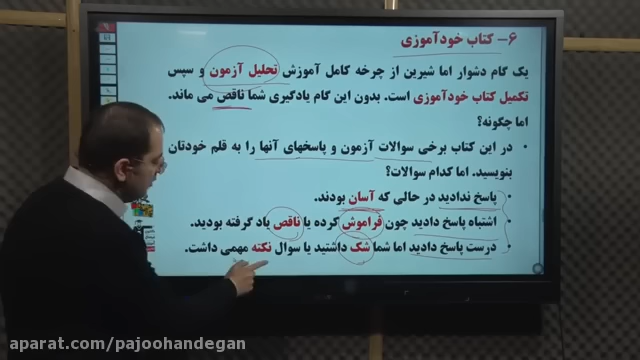 ۶- کتاب خودآموزی
یک گام دشوار اما شیرین از چرخه کامل آموزش تحلیل آزمون و سپس
تکمیل کتاب خودآموزی است. بدون این گام یادگیری شما ناقص می ماند.
اما چگونه؟
• در این کتاب برخی سوالات آزمون و پاسخهای آنها را به قلم خودتان
بنویسید. اما کدام سوالات؟
• پاسخ ندادید در حالی که آسان بودند.
• اشتباه پاسخ دادید چون فراموش کرده یا ناقص یاد گرفته بودید.
• درست پاسخ دادید اما شما شک داشتید یا سوال نکته مهمی داشت.
aparat.com/pajoohandegan